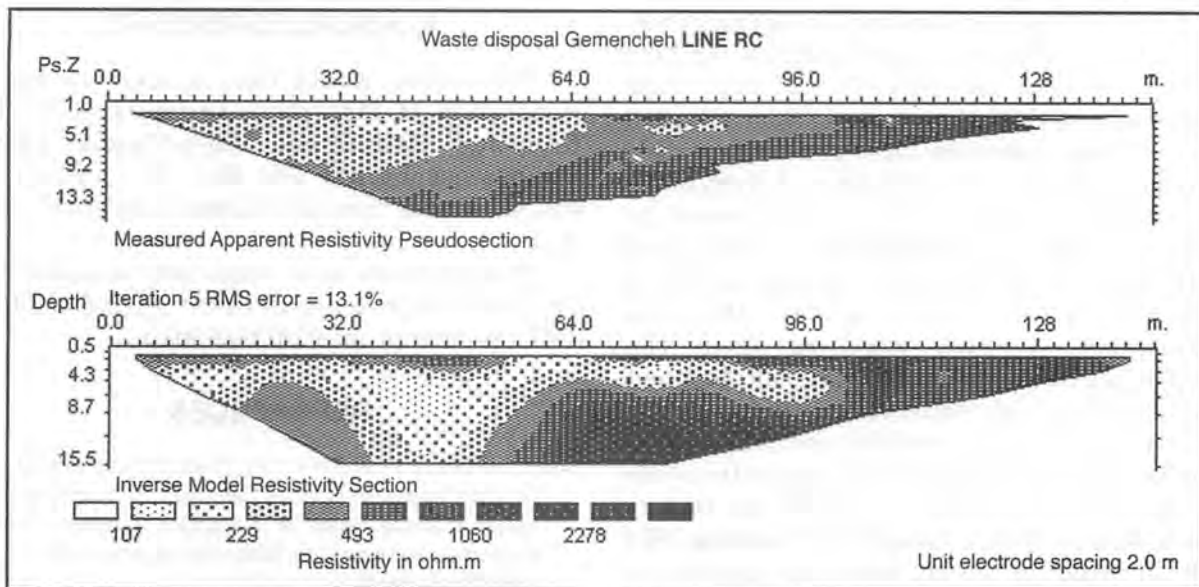 Waste disposal Gemencheh LINE RC
Ps.Z
0.0 32.0 64.0 96.0 128 m.
1.0
5.1
9.2
13.3
Measured Apparent Resistivity Pseudosection
Depth Iteration 5 RMS error = 13.1%
0.0 32.0 64.0 96.0 128 m.
0.5
4.3
8.7
15.5
Inverse Model Resistivity Section
107 229 493 1060 2278
Resistivity in ohm.m Unit electrode spacing 2.0 m